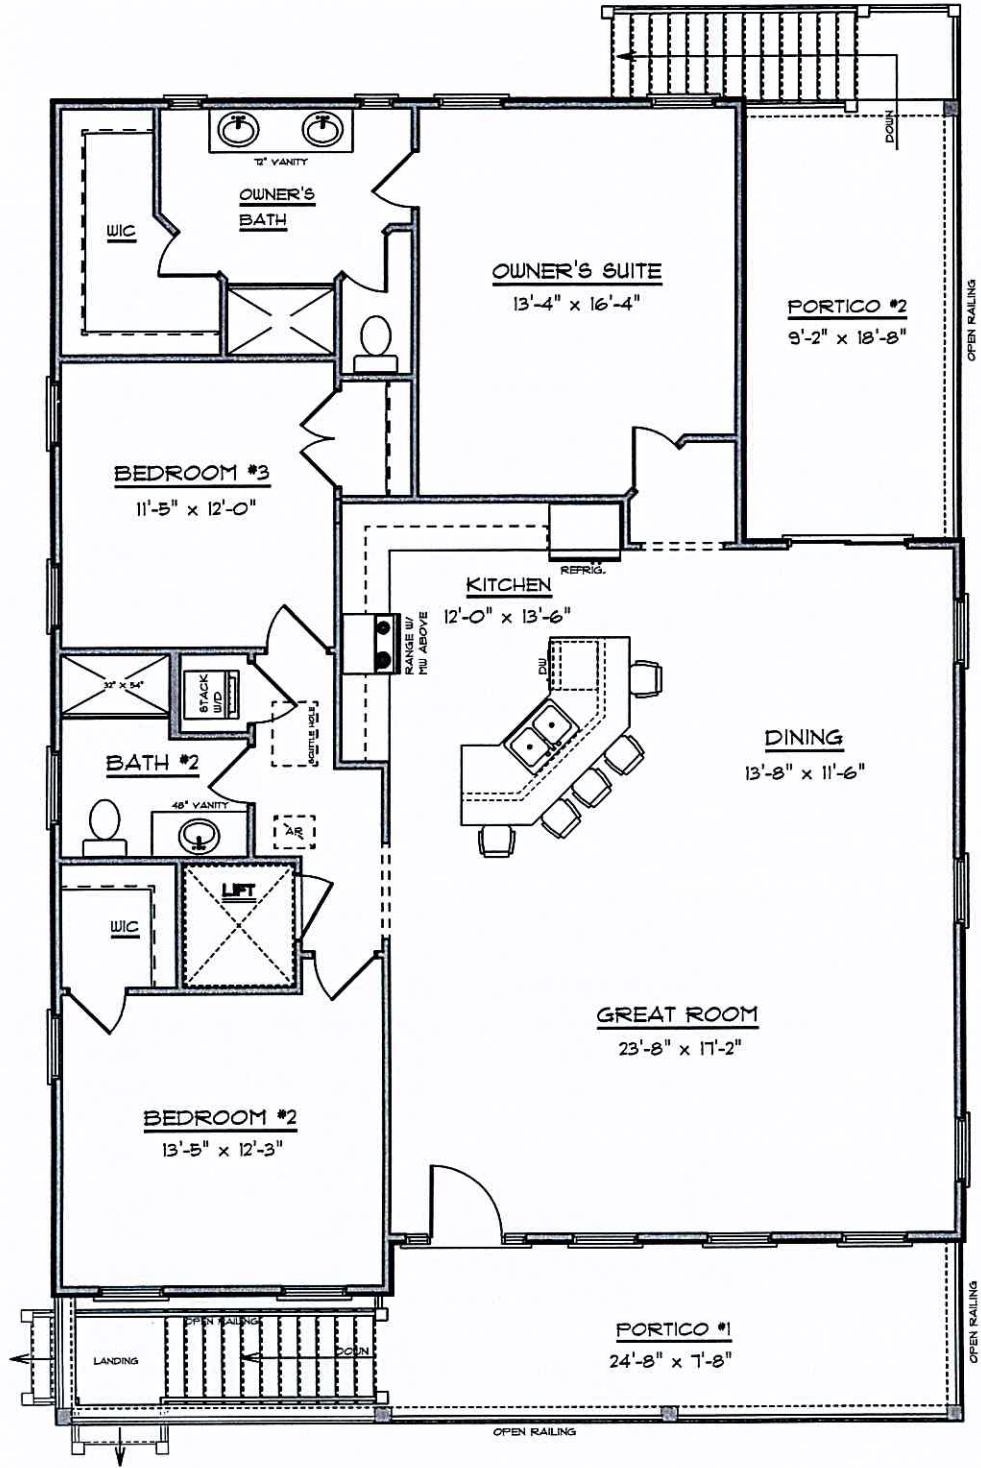 DOWN
72" VANITY
OWNER'S
BATH
WIC
OWNER'S SUITE
13'-4" x 16'-4"
PORTICO #2
9'-2" x 18'-8"
OPEN RAILING
BEDROOM #3
11'-5" x 12'-0"
REFRIG.
KITCHEN
12'-0" x 13'-6"
RANGE W/
MW ABOVE
DW
32" X 54"
STACK
W/D
SCUTTLE HOLE
BATH #2
48" VANITY
DINING
13'-8" x 11'-6"
AR
LIFT
WIC
GREAT ROOM
23'-8" x 17'-2"
BEDROOM #2
13'-5" x 12'-3"
OPEN RAILING
DOWN
LANDING
PORTICO #1
24'-8" x 7'-8"
OPEN RAILING
OPEN RAILING